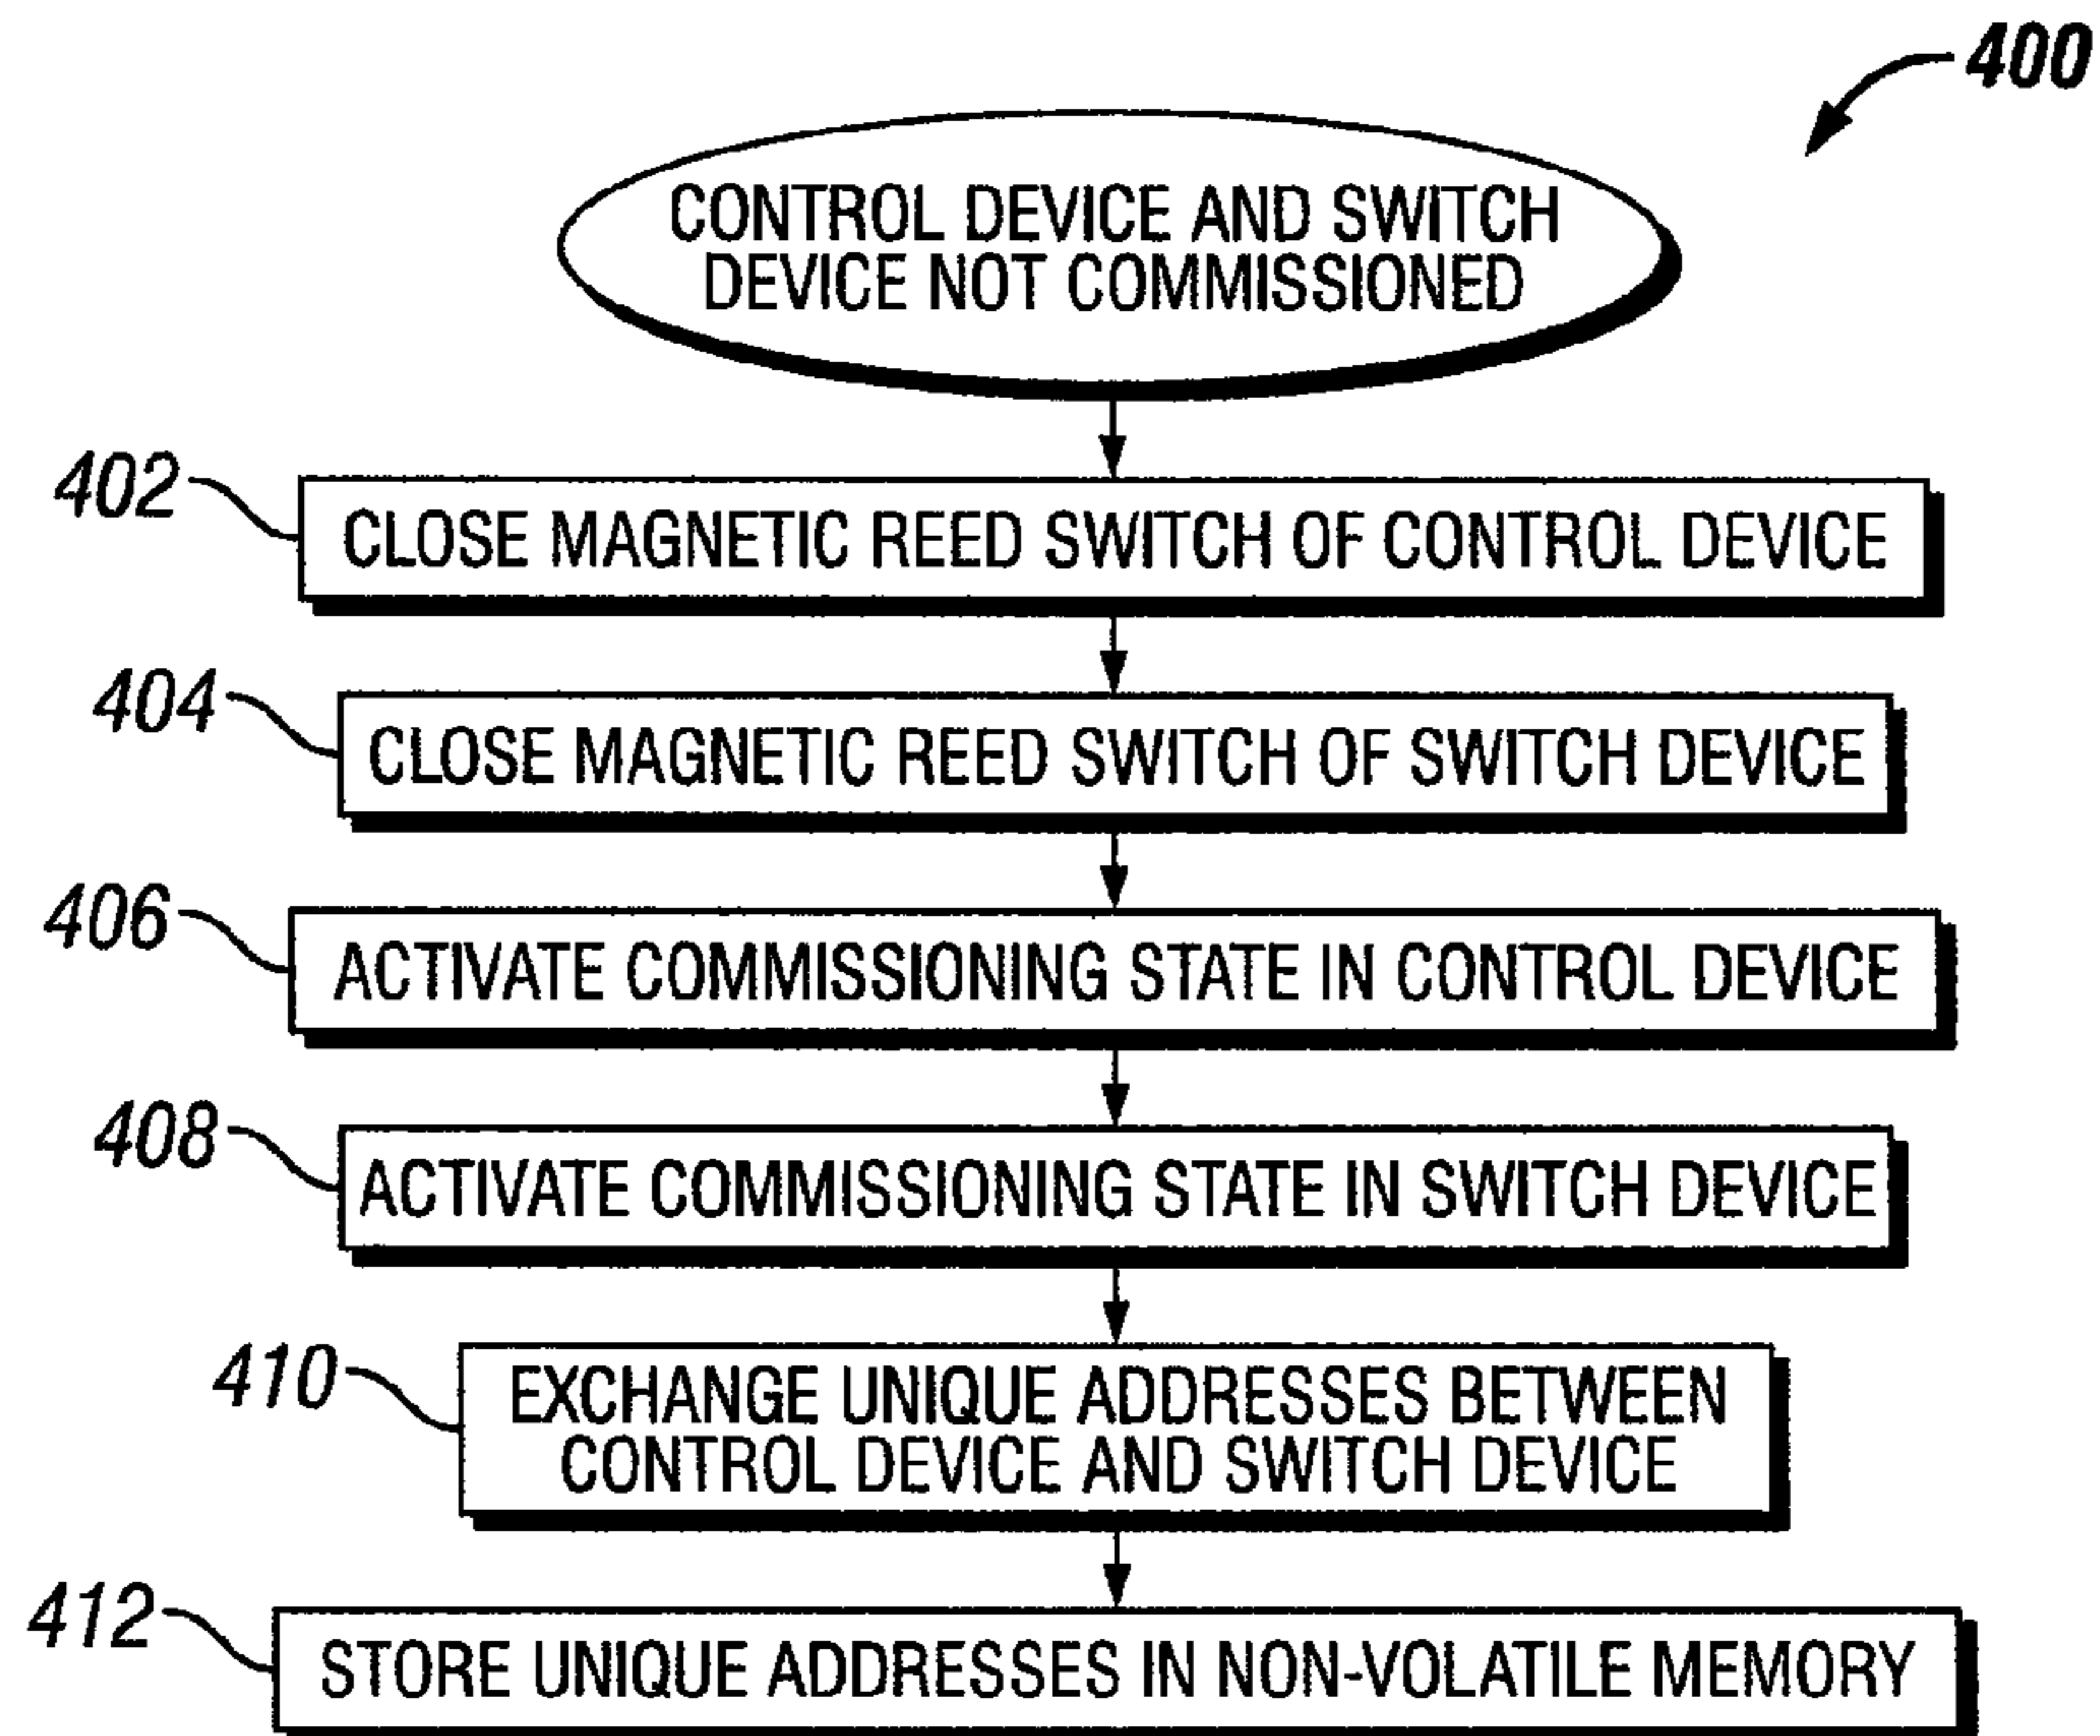 400
CONTROL DEVICE AND SWITCH
DEVICE NOT COMMISSIONED
402
CLOSE MAGNETIC REED SWITCH OF CONTROL DEVICE
404
CLOSE MAGNETIC REED SWITCH OF SWITCH DEVICE
406
ACTIVATE COMMISSIONING STATE IN CONTROL DEVICE
408
ACTIVATE COMMISSIONING STATE IN SWITCH DEVICE
410
EXCHANGE UNIQUE ADDRESSES BETWEEN
CONTROL DEVICE AND SWITCH DEVICE
412
STORE UNIQUE ADDRESSES IN NON-VOLATILE MEMORY